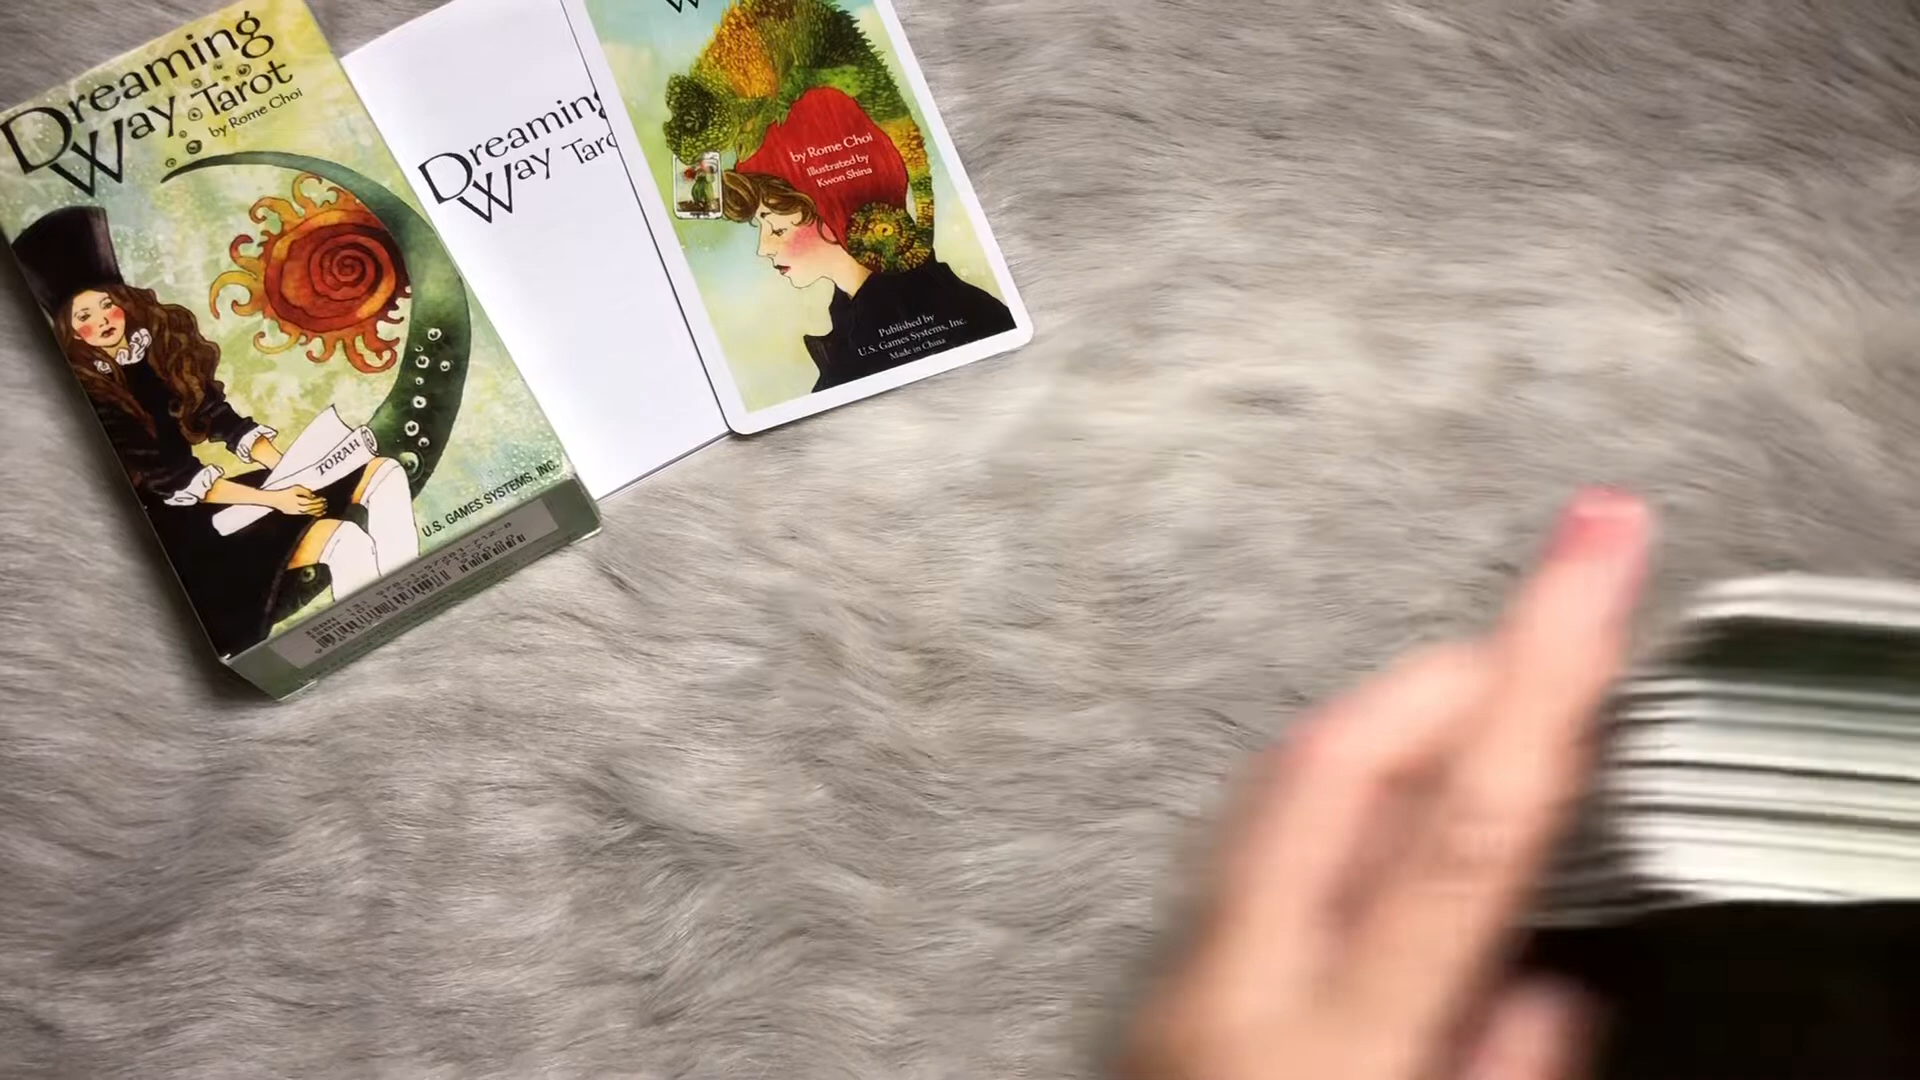 Dreaming
Way Tarot
by Rome Choi
TORAH
U.S. GAMES SYSTEMS, INC.
Dreaming
Way
by Rome Choi
Illustrated by
Kwon Shina
Published by
U.S. Games Systems, Inc.
Made in China